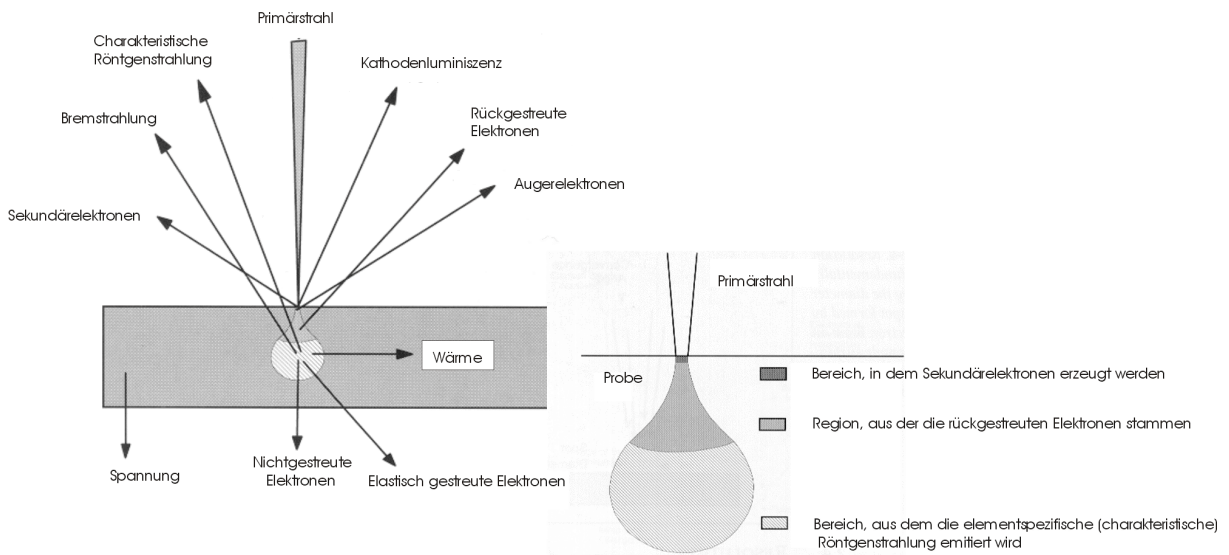 Primärstrahl
Charakteristische
Röntgenstrahlung
Kathodenluminiszenz
Bremstrahlung
Rückgestreute
Elektronen
Augerelektronen
Sekundärelektronen
Wärme
Spannung
Nichtgestreute
Elektronen
Elastisch gestreute Elektronen
Primärstrahl
Probe
Bereich, in dem Sekundärelektronen erzeugt werden
Region, aus der die rückgestreuten Elektronen stammen
Bereich, aus dem die elementspezifische (charakteristische)
Röntgenstrahlung emitiert wird